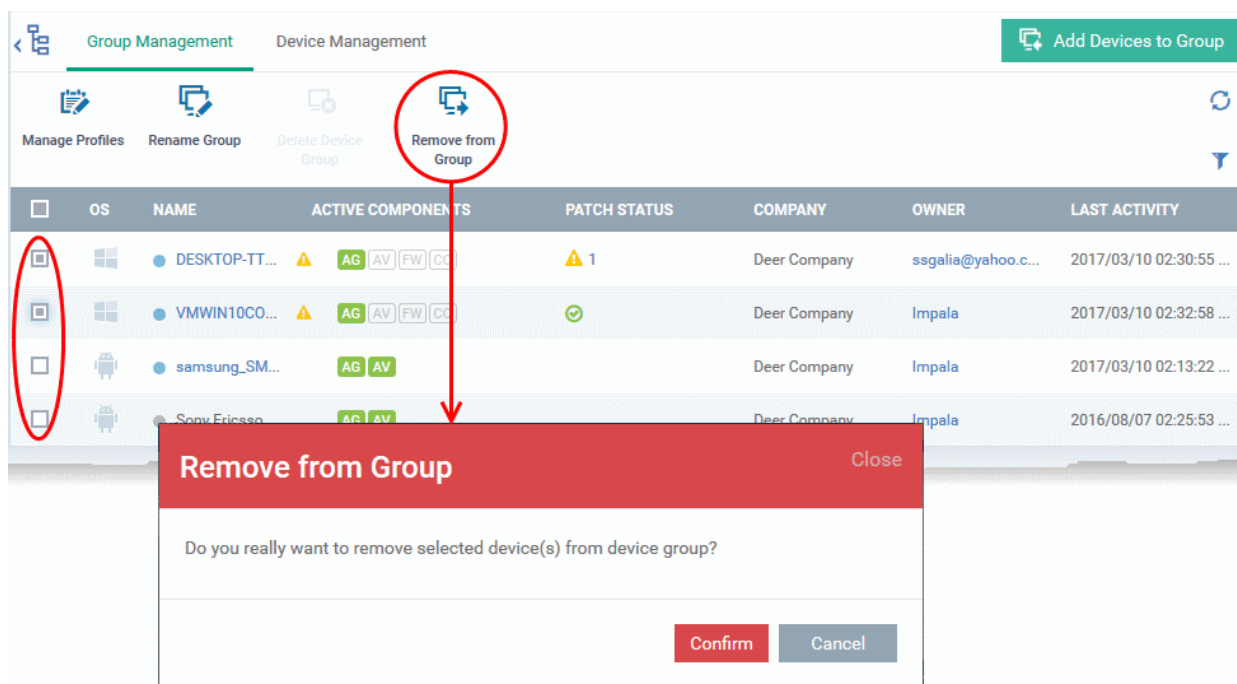 Group Management Device Management Add Devices to Group
Manage Profiles Rename Group Delete Device Group Remove from Group
OS NAME ACTIVE COMPONENTS PATCH STATUS COMPANY OWNER LAST ACTIVITY
DESKTOP-TT... AG AV FW CO 1 Deer Company ssgalia@yahoo.c... 2017/03/10 02:30:55 ...
VMWIN10CO... AG AV FW CO Deer Company Impala 2017/03/10 02:32:58 ...
samsung_SM... AG AV Deer Company Impala 2017/03/10 02:13:22 ...
Sony Ericsso... AG AV Deer Company Impala 2016/08/07 02:25:53 ...
Remove from Group Close
Do you really want to remove selected device(s) from device group?
Confirm Cancel